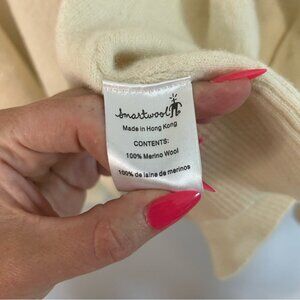 Smartwool
Made in Hong Kong
CONTENTS:
100% Merino Wool
100% de laine de merinos